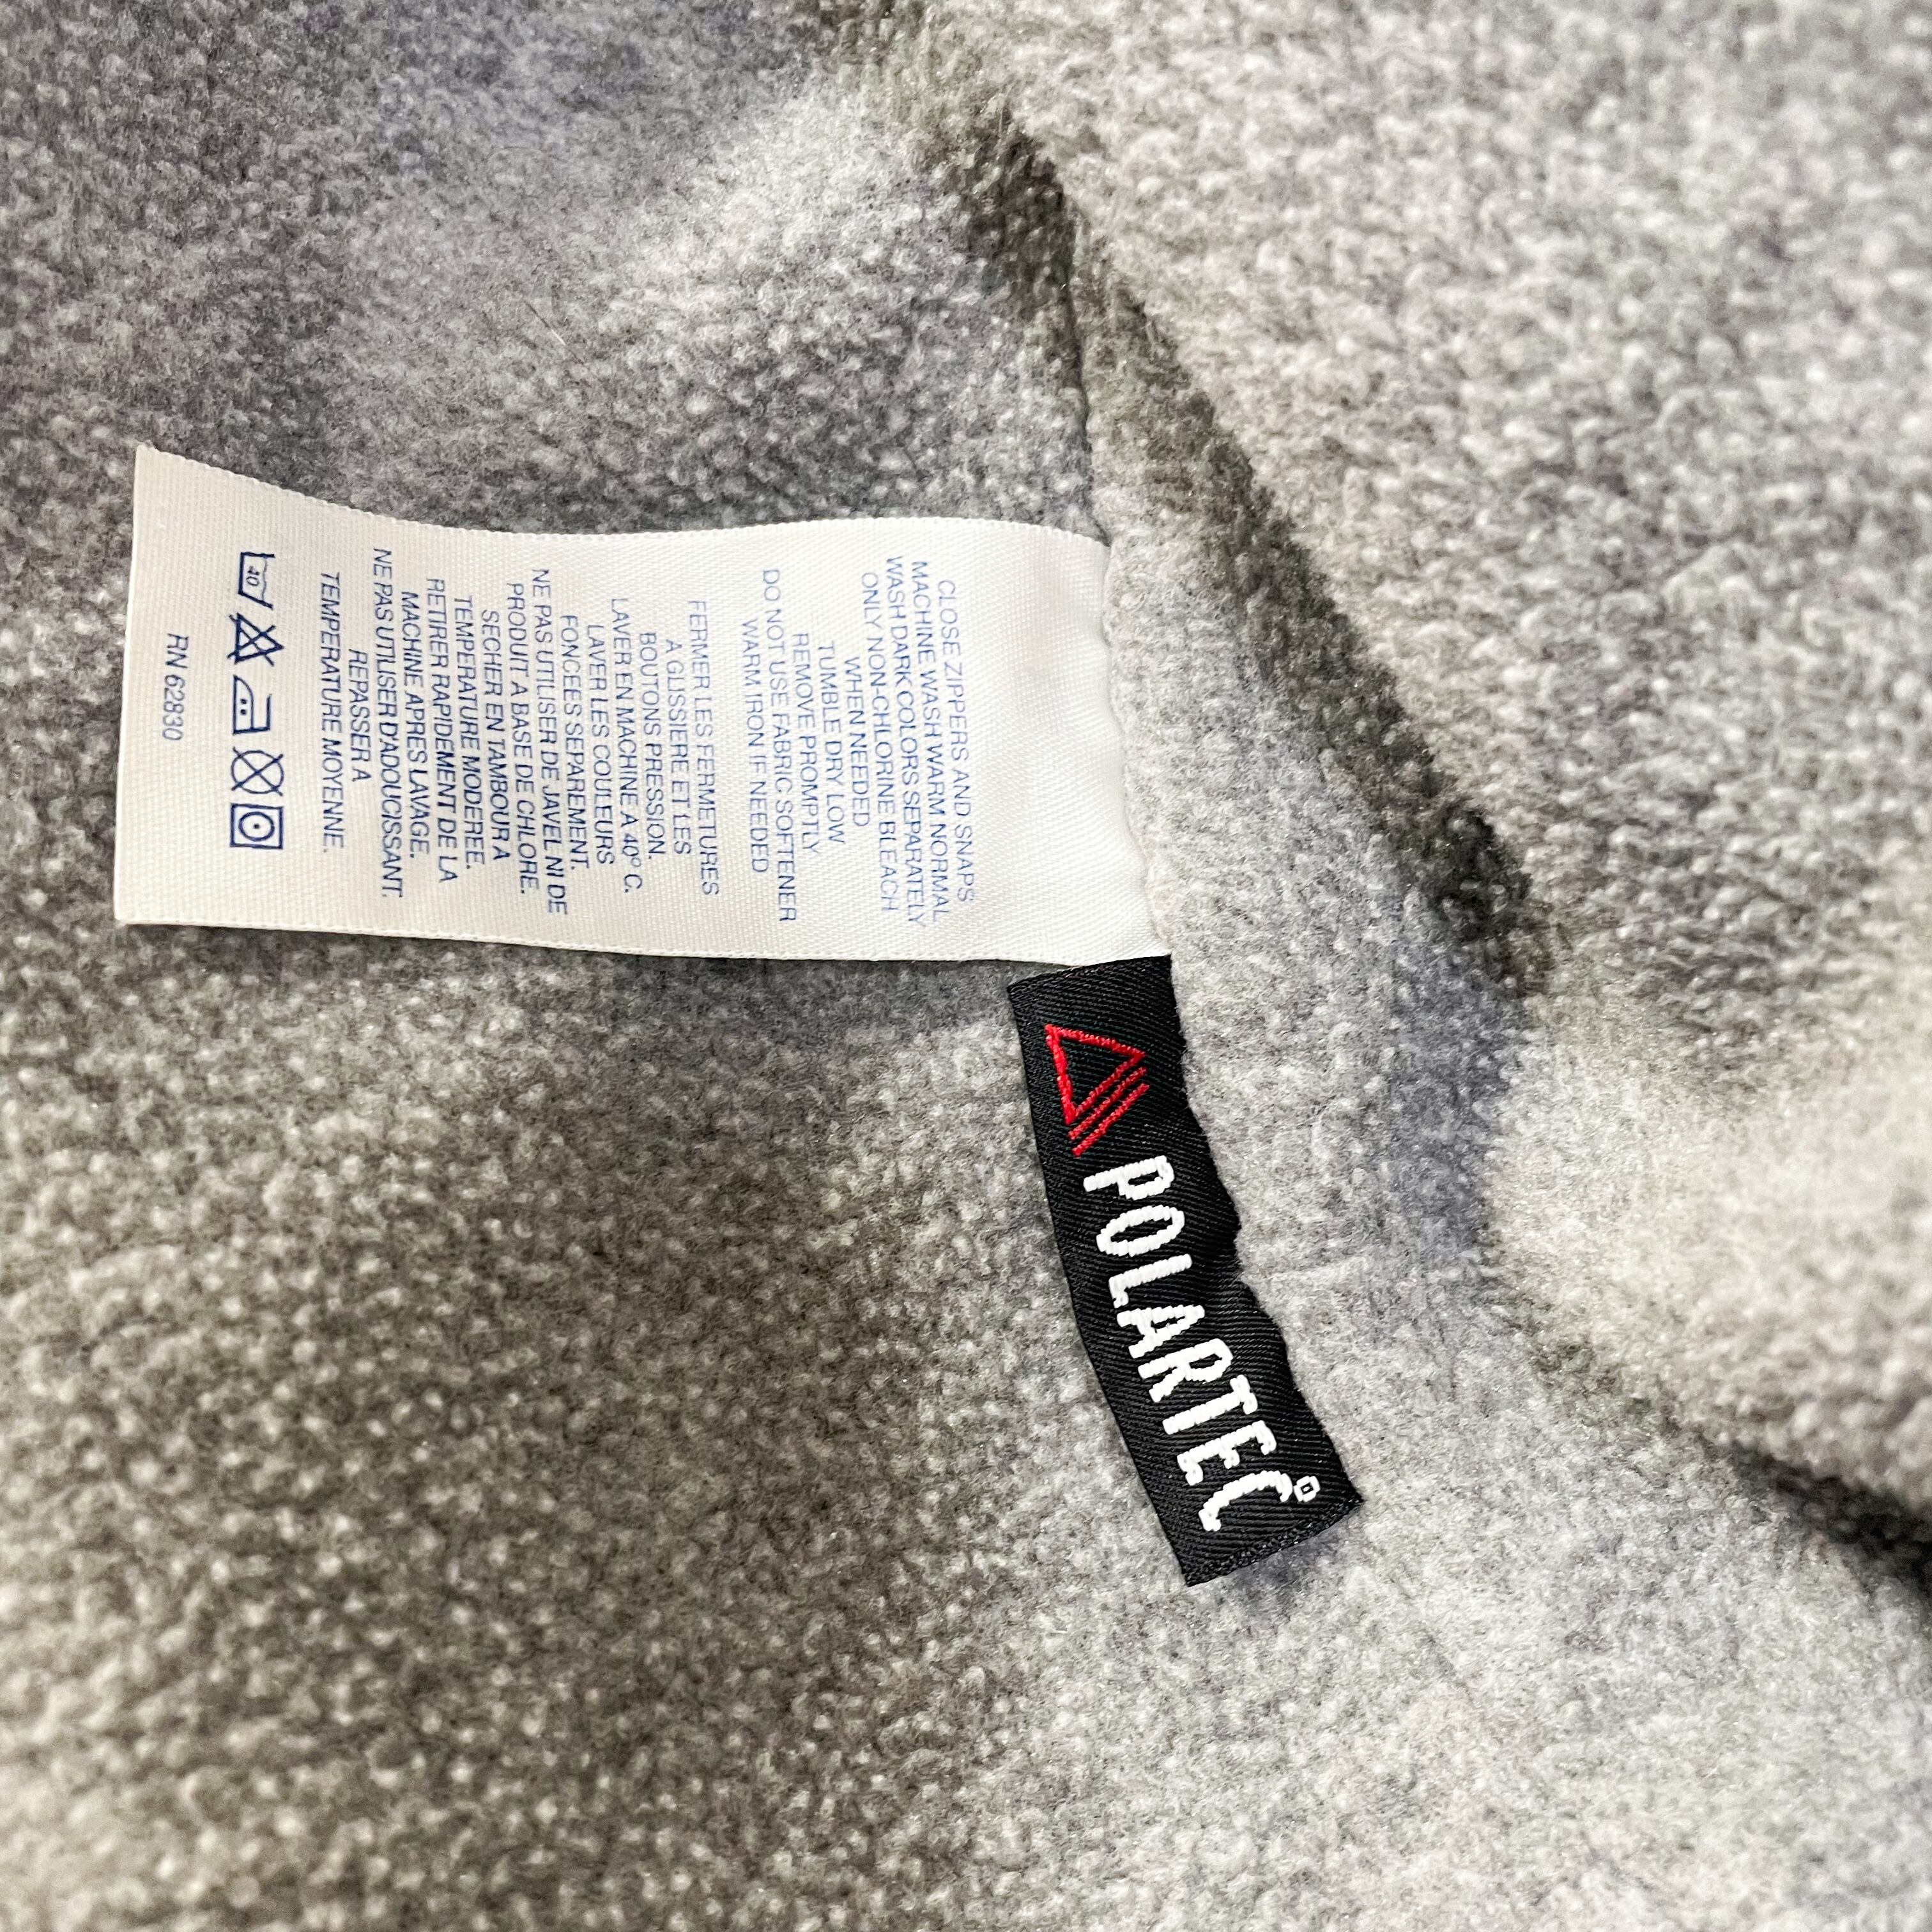 CLOSE ZIPPERS AND SNAPS
MACHINE WASH WARM NORMAL
WASH DARK COLORS SEPARATELY
ONLY NON-CHLORINE BLEACH
WHEN NEEDED
TUMBLE DRY LOW
REMOVE PROMPTLY
DO NOT USE FABRIC SOFTENER
WARM IRON IF NEEDED
FERMER LES FERMETURES
A GLISSIERE ET LES
BOUTONS PRESSION.
LAVER EN MACHINE A 40° C.
LAVER LES COULEURS
FONCEES SEPAREMENT.
NE PAS UTILISER DE JAVEL NI DE
PRODUIT A BASE DE CHLORE.
SECHER EN TAMBOUR A
TEMPERATURE MODEREE.
RETIRER RAPIDEMENT DE LA
MACHINE APRES LAVAGE.
NE PAS UTILISER D'ADOUCISSANT.
REPASSER A
TEMPERATURE MOYENNE.
40
RN 62830
POLARTEC